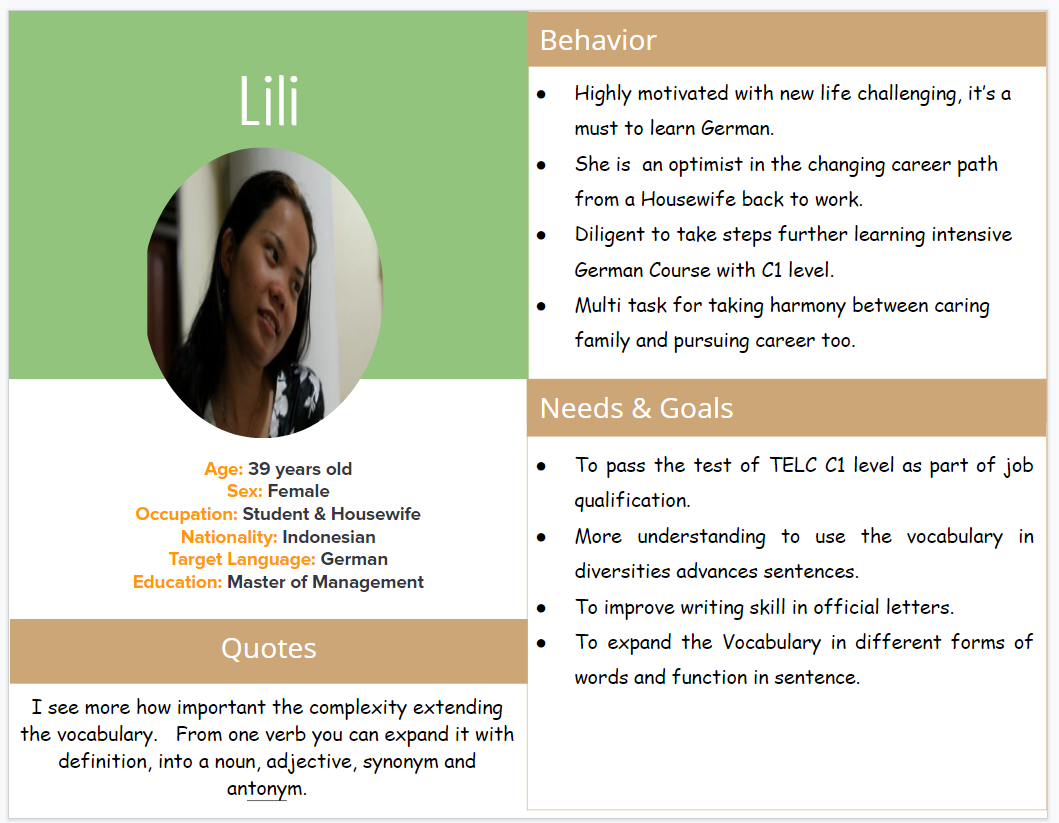 Lili
Age: 39 years old
Sex: Female
Occupation: Student & Housewife
Nationality: Indonesian
Target Language: German
Education: Master of Management
Quotes
I see more how important the complexity extending
the vocabulary. From one verb you can expand it with
definition, into a noun, adjective, synonym and
antonym.
Behavior
● Highly motivated with new life challenging, it’s a
must to learn German.
● She is an optimist in the changing career path
from a Housewife back to work.
● Diligent to take steps further learning intensive
German Course with C1 level.
● Multi task for taking harmony between caring
family and pursuing career too.
Needs & Goals
● To pass the test of TELC C1 level as part of job
qualification.
● More understanding to use the vocabulary in
diversities advances sentences.
● To improve writing skill in official letters.
● To expand the Vocabulary in different forms of
words and function in sentence.